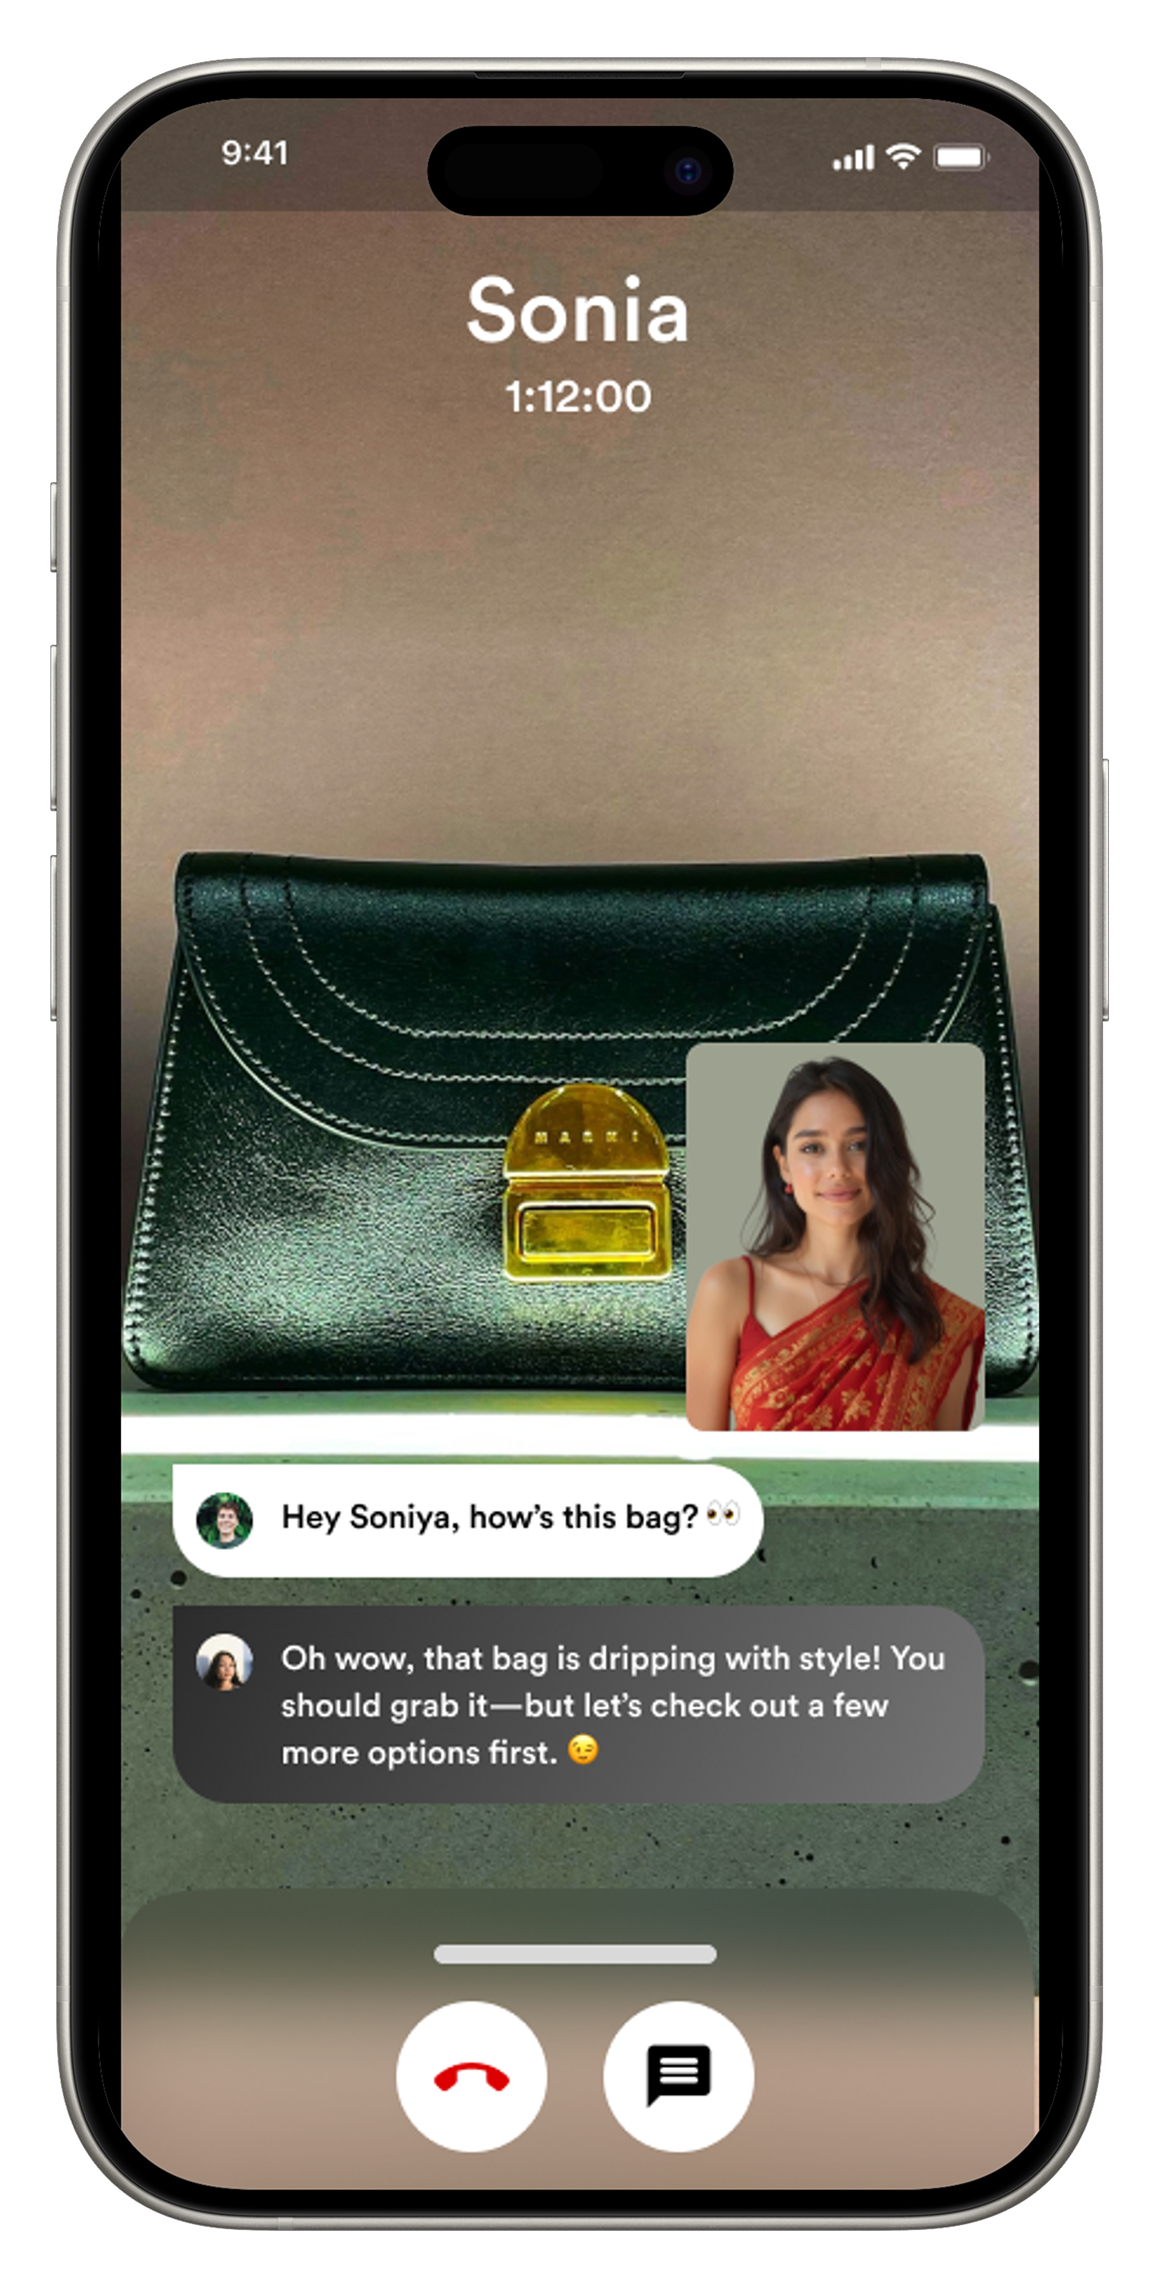 9:41
Sonia
1:12:00
Hey Soniya, how’s this bag? 👀
Oh wow, that bag is dripping with style! You
should grab it—but let’s check out a few
more options first. 😉